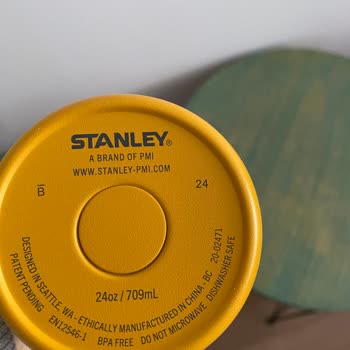 STANLEY®
A BRAND OF PMI
WWW.STANLEY-PMI.COM
B
24
24oz / 709mL
DESIGNED IN SEATTLE, WA - ETHICALLY MANUFACTURED IN CHINA - BC 20-02471
PATENT PENDING EN12546-1 BPA FREE DO NOT MICROWAVE DISHWASHER SAFE